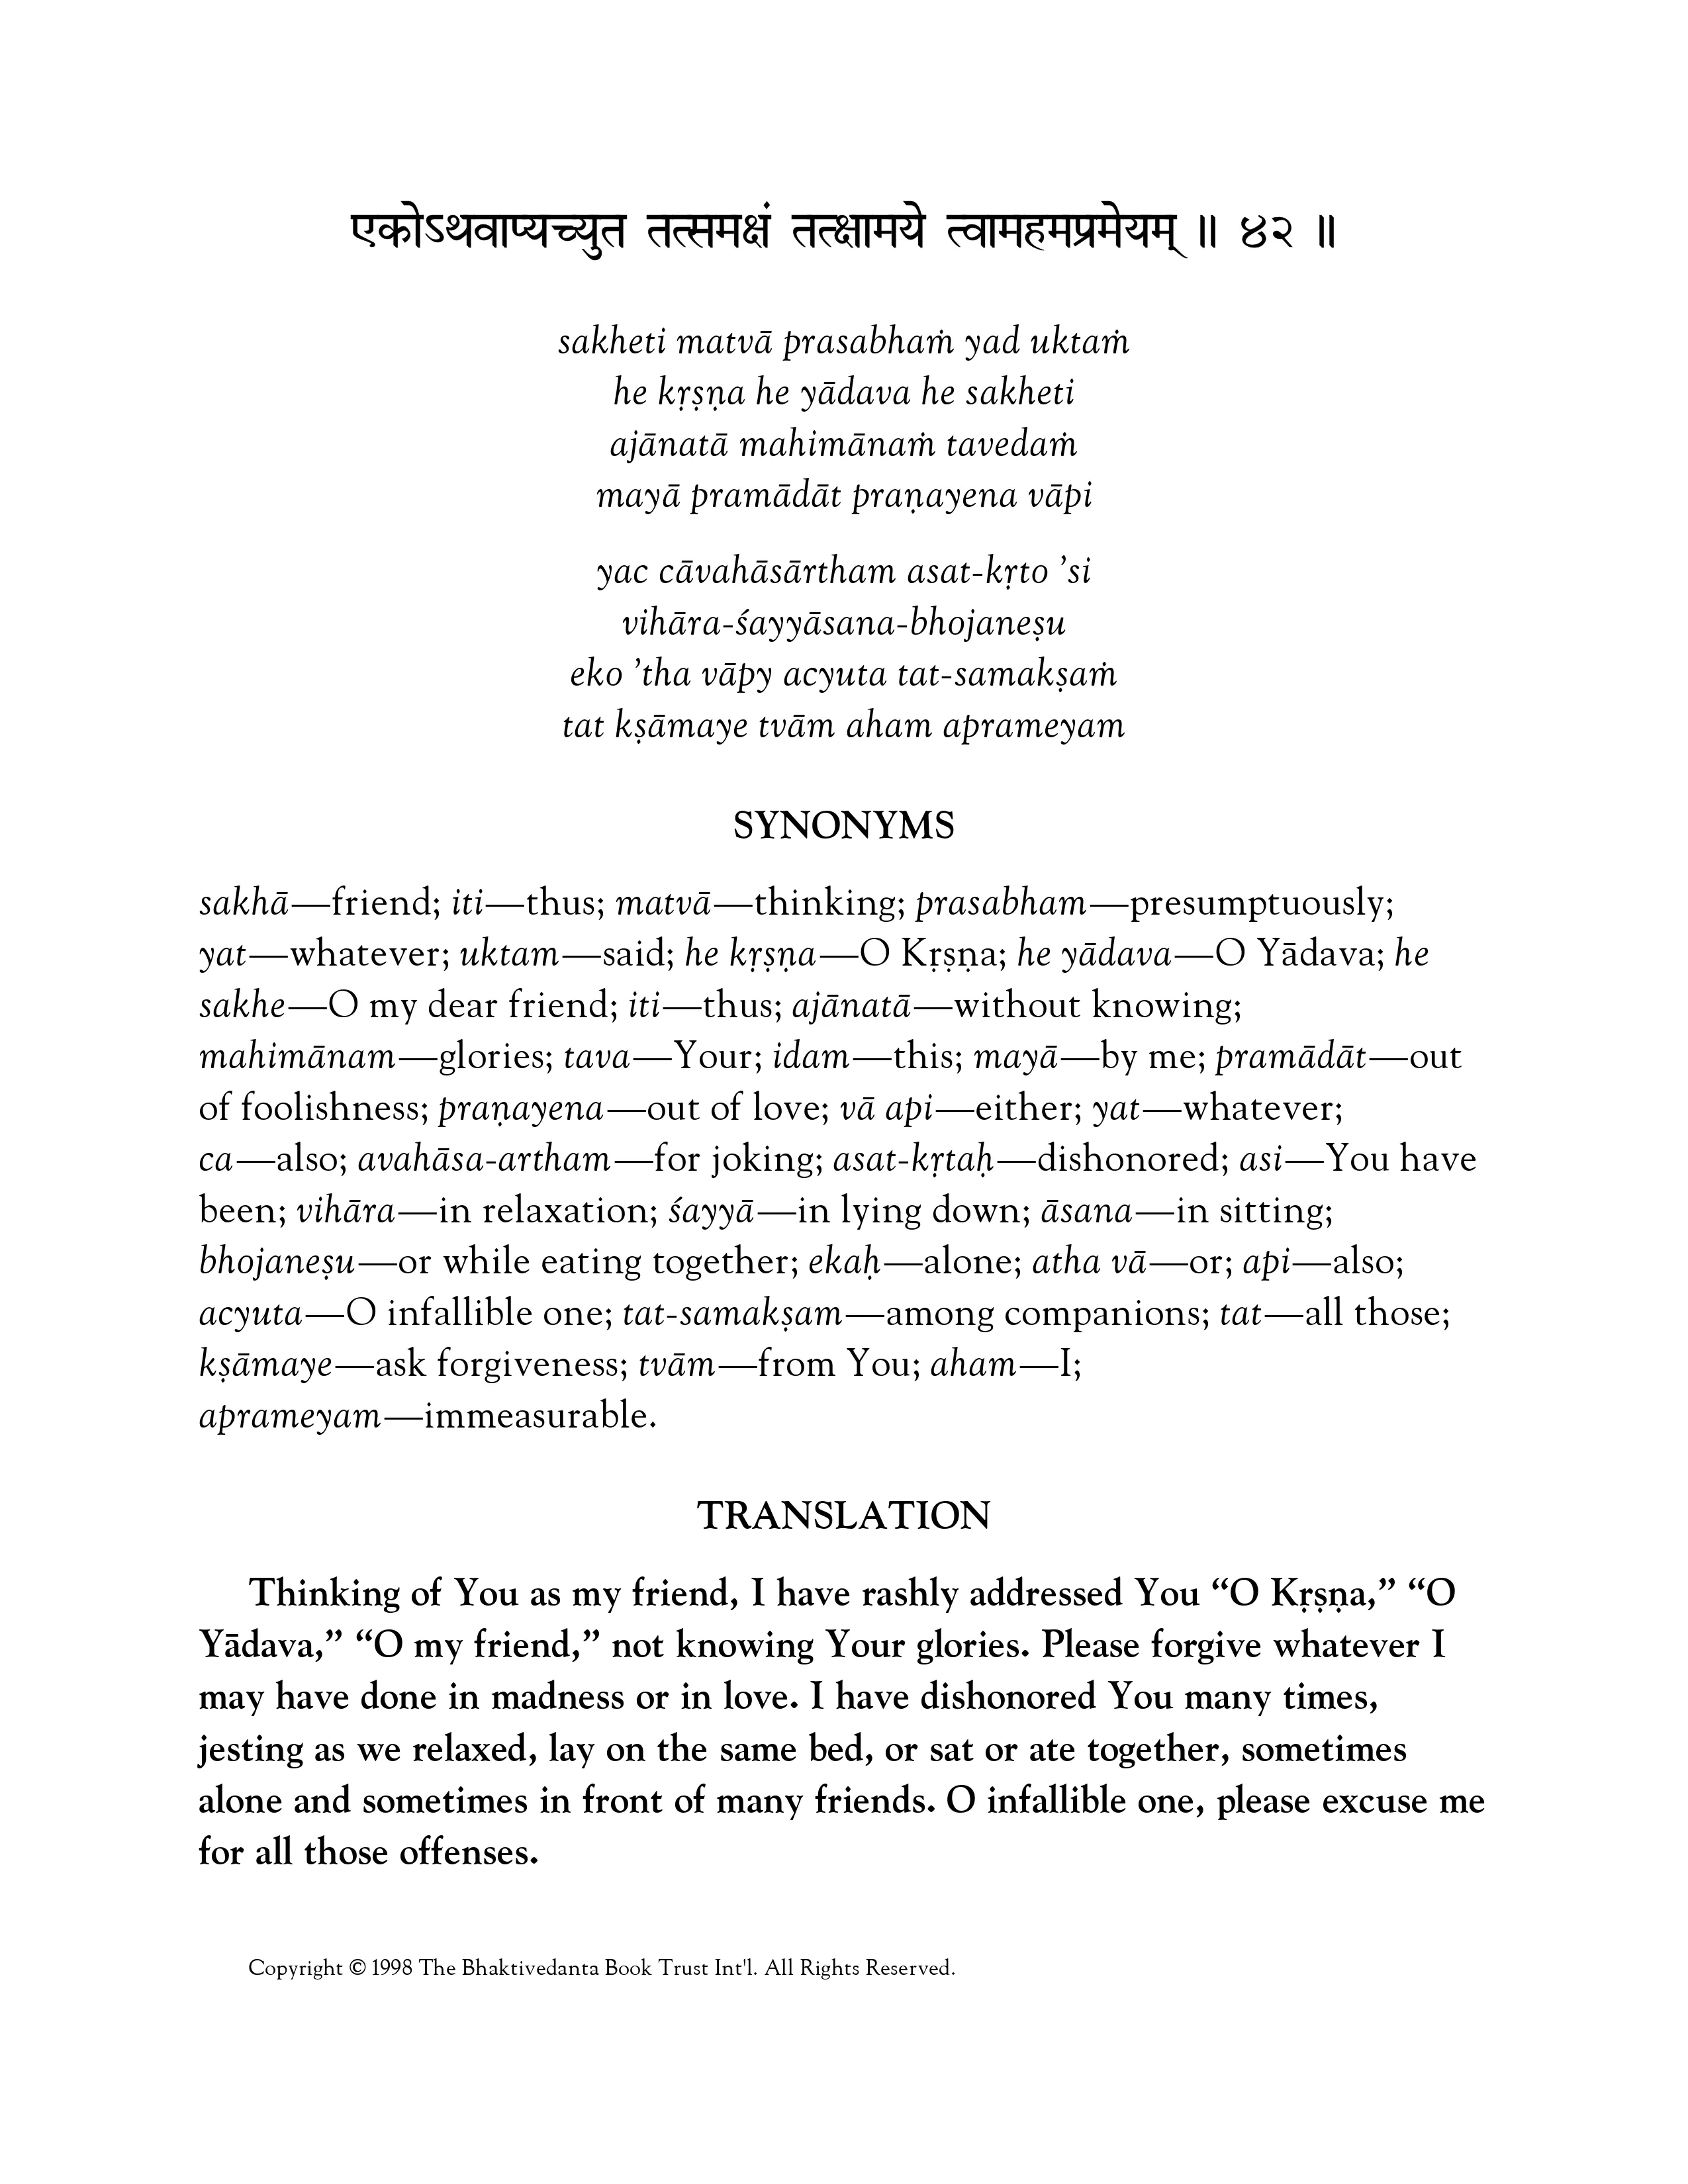 एकोऽथवाप्यच्युत तत्समक्षं तत्क्षामये त्वामहमप्रमेयम् ॥ ४२ ॥
sakheti matvā prasabhaṁ yad uktaṁ
he kṛṣṇa he yādava he sakheti
ajānatā mahimānaṁ tavedaṁ
mayā pramādāt praṇayena vāpi
yac cāvahāsārtham asat-kṛto ’si
vihāra-śayyāsana-bhojaneṣu
eko ’tha vāpy acyuta tat-samakṣaṁ
tat kṣāmaye tvām aham aprameyam
SYNONYMS
sakhā—friend; iti—thus; matvā—thinking; prasabham—presumptuously;
yat—whatever; uktam—said; he kṛṣṇa—O Kṛṣṇa; he yādava—O Yādava; he
sakhe—O my dear friend; iti—thus; ajānatā—without knowing;
mahimānam—glories; tava—Your; idam—this; mayā—by me; pramādāt—out
of foolishness; praṇayena—out of love; vā api—either; yat—whatever;
ca—also; avahāsa-artham—for joking; asat-kṛtaḥ—dishonored; asi—You have
been; vihāra—in relaxation; śayyā—in lying down; āsana—in sitting;
bhojaneṣu—or while eating together; ekaḥ—alone; atha vā—or; api—also;
acyuta—O infallible one; tat-samakṣam—among companions; tat—all those;
kṣāmaye—ask forgiveness; tvām—from You; aham—I;
aprameyam—immeasurable.
TRANSLATION
Thinking of You as my friend, I have rashly addressed You “O Kṛṣṇa,” “O
Yādava,” “O my friend,” not knowing Your glories. Please forgive whatever I
may have done in madness or in love. I have dishonored You many times,
jesting as we relaxed, lay on the same bed, or sat or ate together, sometimes
alone and sometimes in front of many friends. O infallible one, please excuse me
for all those offenses.
Copyright © 1998 The Bhaktivedanta Book Trust Int'l. All Rights Reserved.